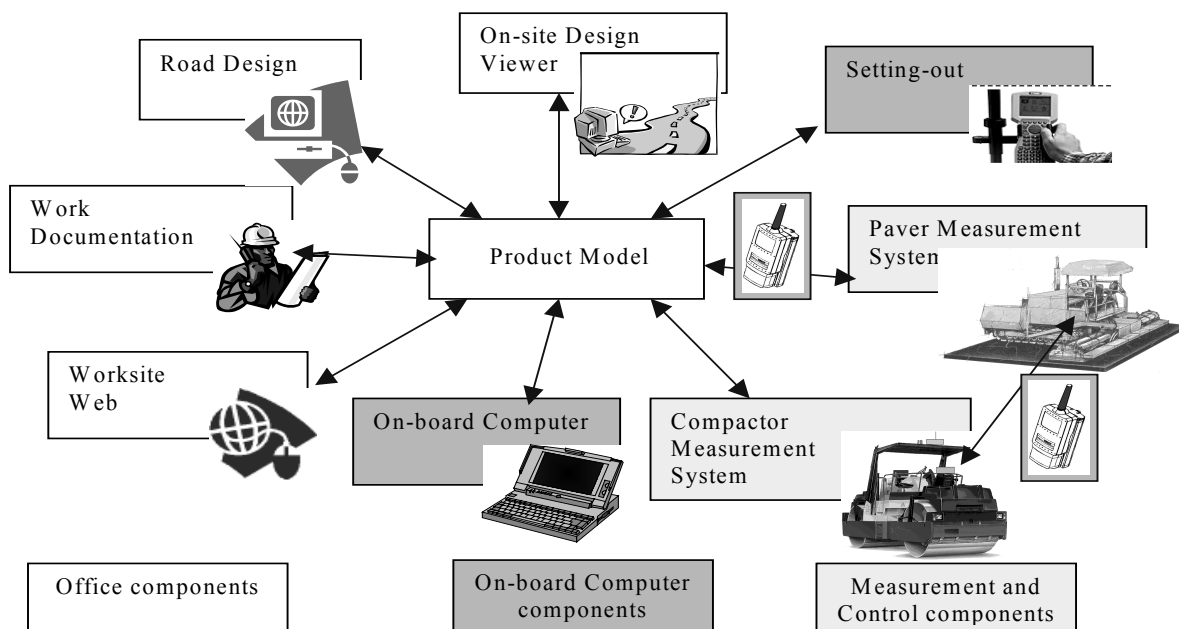 On-site Design
Viewer
Road Design
Setting-out
Work
Documentation
Product Model
Paver Measurement
System
Worksite
Web
On-board Computer
Compactor
Measurement
System
Office components
On-board Computer
components
Measurement and
Control components